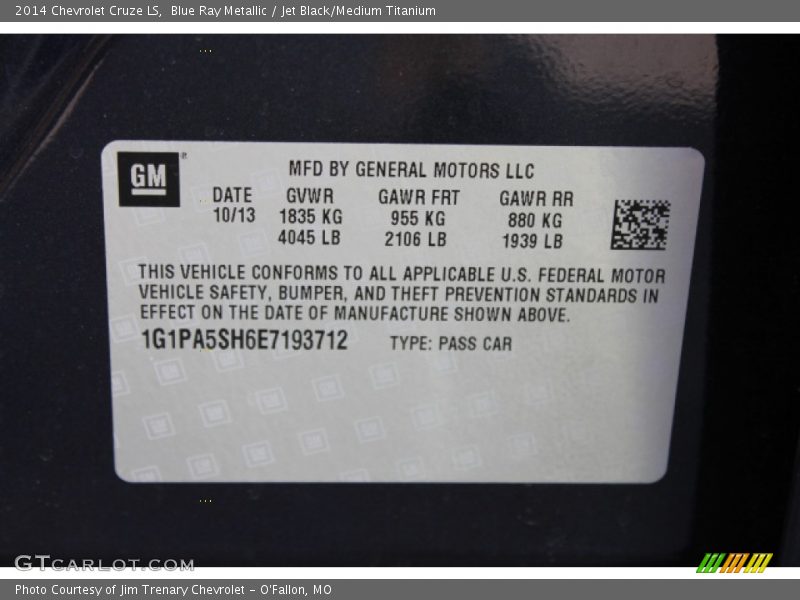 2014 Chevrolet Cruze LS,  Blue Ray Metallic / Jet Black/Medium Titanium
GM®
MFD BY GENERAL MOTORS LLC
DATE GVWR GAWR FRT GAWR RR
10/13 1835 KG 955 KG 880 KG
4045 LB 2106 LB 1939 LB
THIS VEHICLE CONFORMS TO ALL APPLICABLE U.S. FEDERAL MOTOR
VEHICLE SAFETY, BUMPER, AND THEFT PREVENTION STANDARDS IN
EFFECT ON THE DATE OF MANUFACTURE SHOWN ABOVE.
1G1PA5SH6E7193712 TYPE: PASS CAR
GTCARLOT.COM
Photo Courtesy of Jim Trenary Chevrolet - O'Fallon, MO